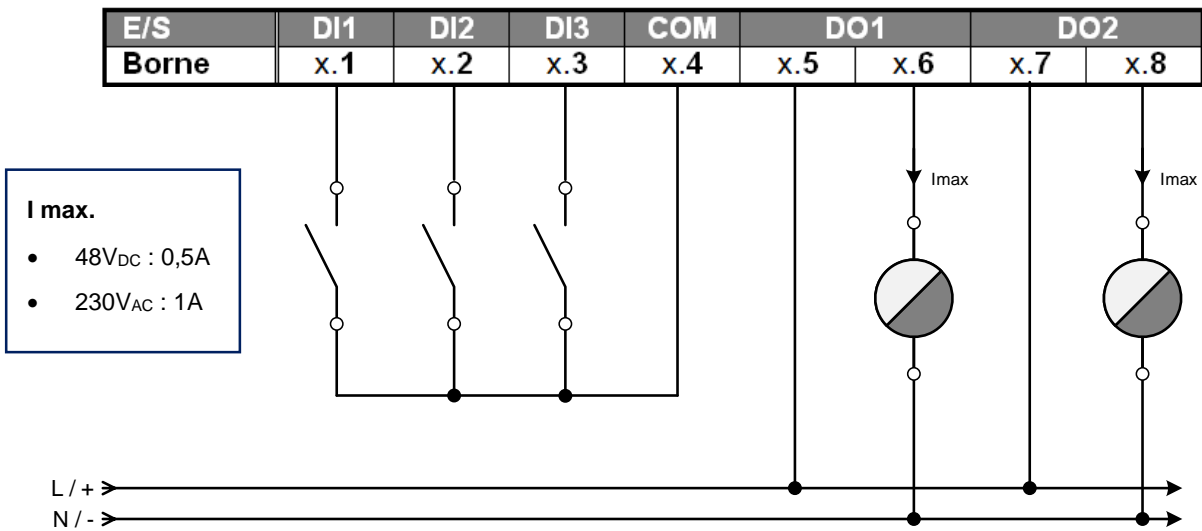 E/S DI1 DI2 DI3 COM DO1 DO2
Borne x.1 x.2 x.3 x.4 x.5 x.6 x.7 x.8
Imax Imax
I max.
• 48VDC : 0,5A
• 230VAC : 1A
L / +
N / -